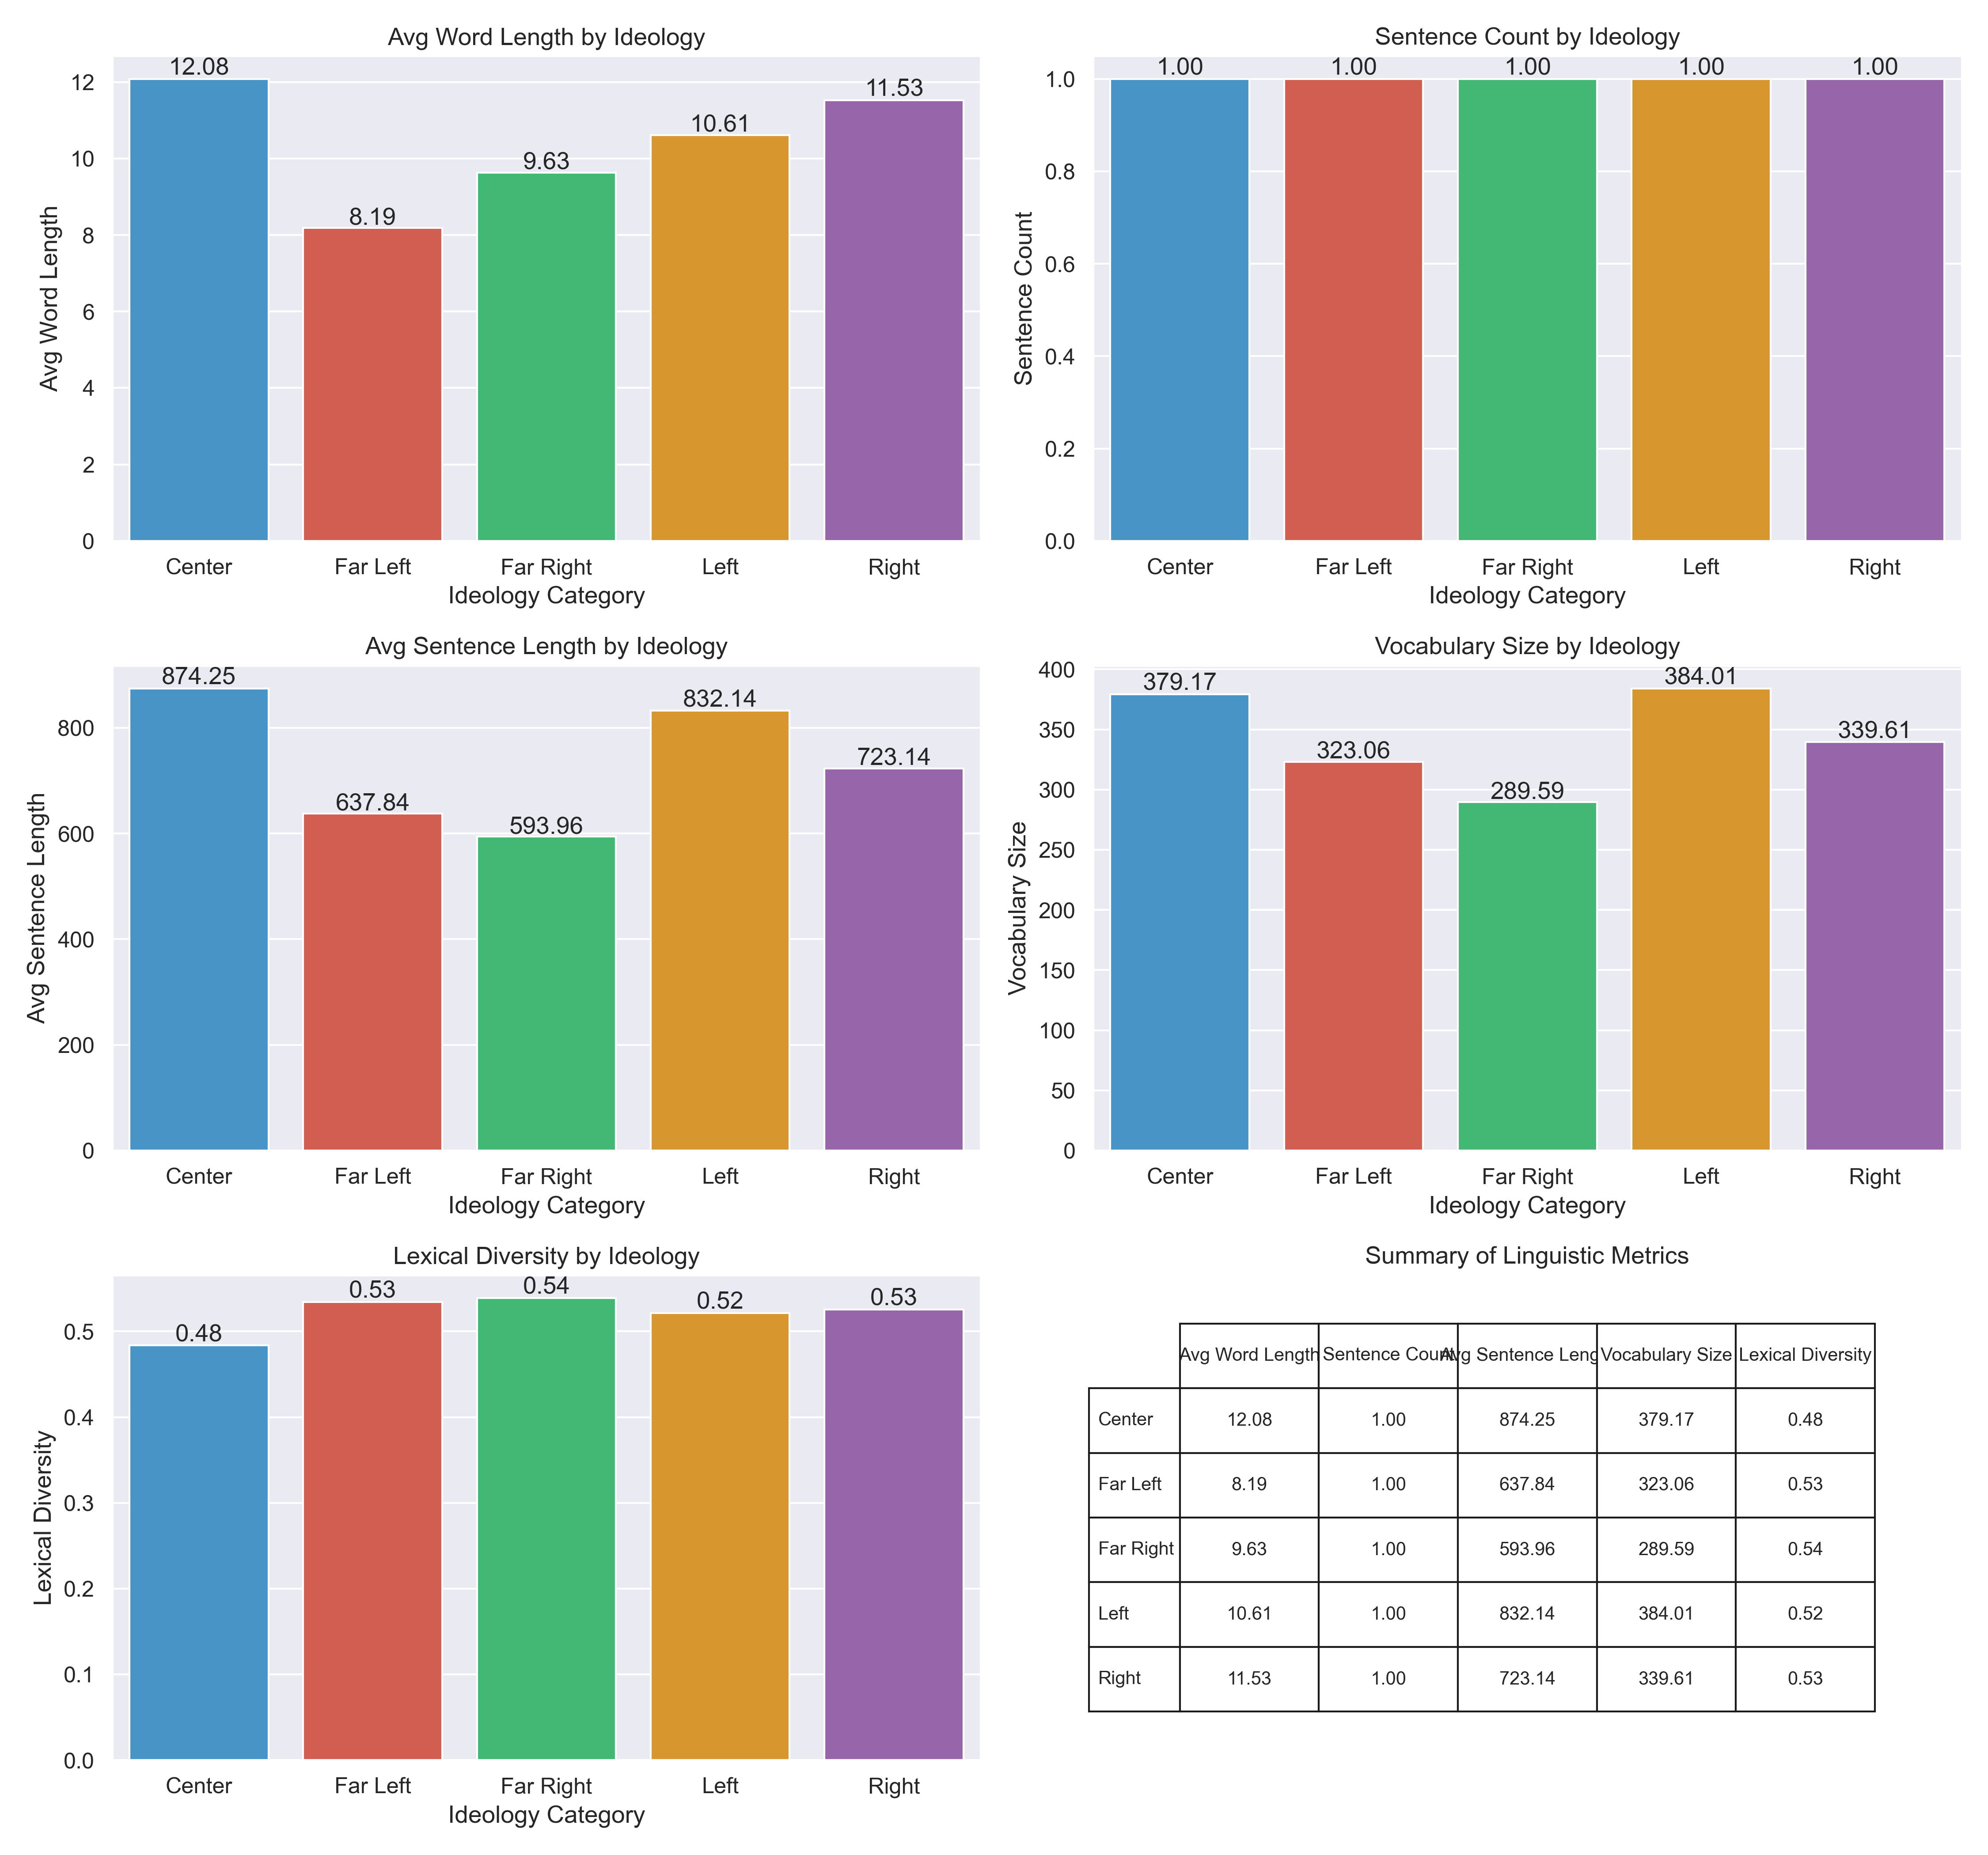 Avg Word Length by Ideology
12.08
8.19
9.63
10.61
11.53
12
10
8
6
4
2
0
Avg Word Length
Center Far Left Far Right Left Right
Ideology Category
Sentence Count by Ideology
1.00 1.00 1.00 1.00 1.00
1.0
0.8
0.6
0.4
0.2
0.0
Sentence Count
Center Far Left Far Right Left Right
Ideology Category
Avg Sentence Length by Ideology
874.25
637.84
593.96
832.14
723.14
800
600
400
200
0
Avg Sentence Length
Center Far Left Far Right Left Right
Ideology Category
Vocabulary Size by Ideology
379.17
323.06
289.59
384.01
339.61
400
350
300
250
200
150
100
50
0
Vocabulary Size
Center Far Left Far Right Left Right
Ideology Category
Lexical Diversity by Ideology
0.48
0.53
0.54
0.52
0.53
0.5
0.4
0.3
0.2
0.1
0.0
Lexical Diversity
Center Far Left Far Right Left Right
Ideology Category
Summary of Linguistic Metrics
Avg Word Length Sentence Count Avg Sentence Leng Vocabulary Size Lexical Diversity
Center 12.08 1.00 874.25 379.17 0.48
Far Left 8.19 1.00 637.84 323.06 0.53
Far Right 9.63 1.00 593.96 289.59 0.54
Left 10.61 1.00 832.14 384.01 0.52
Right 11.53 1.00 723.14 339.61 0.53